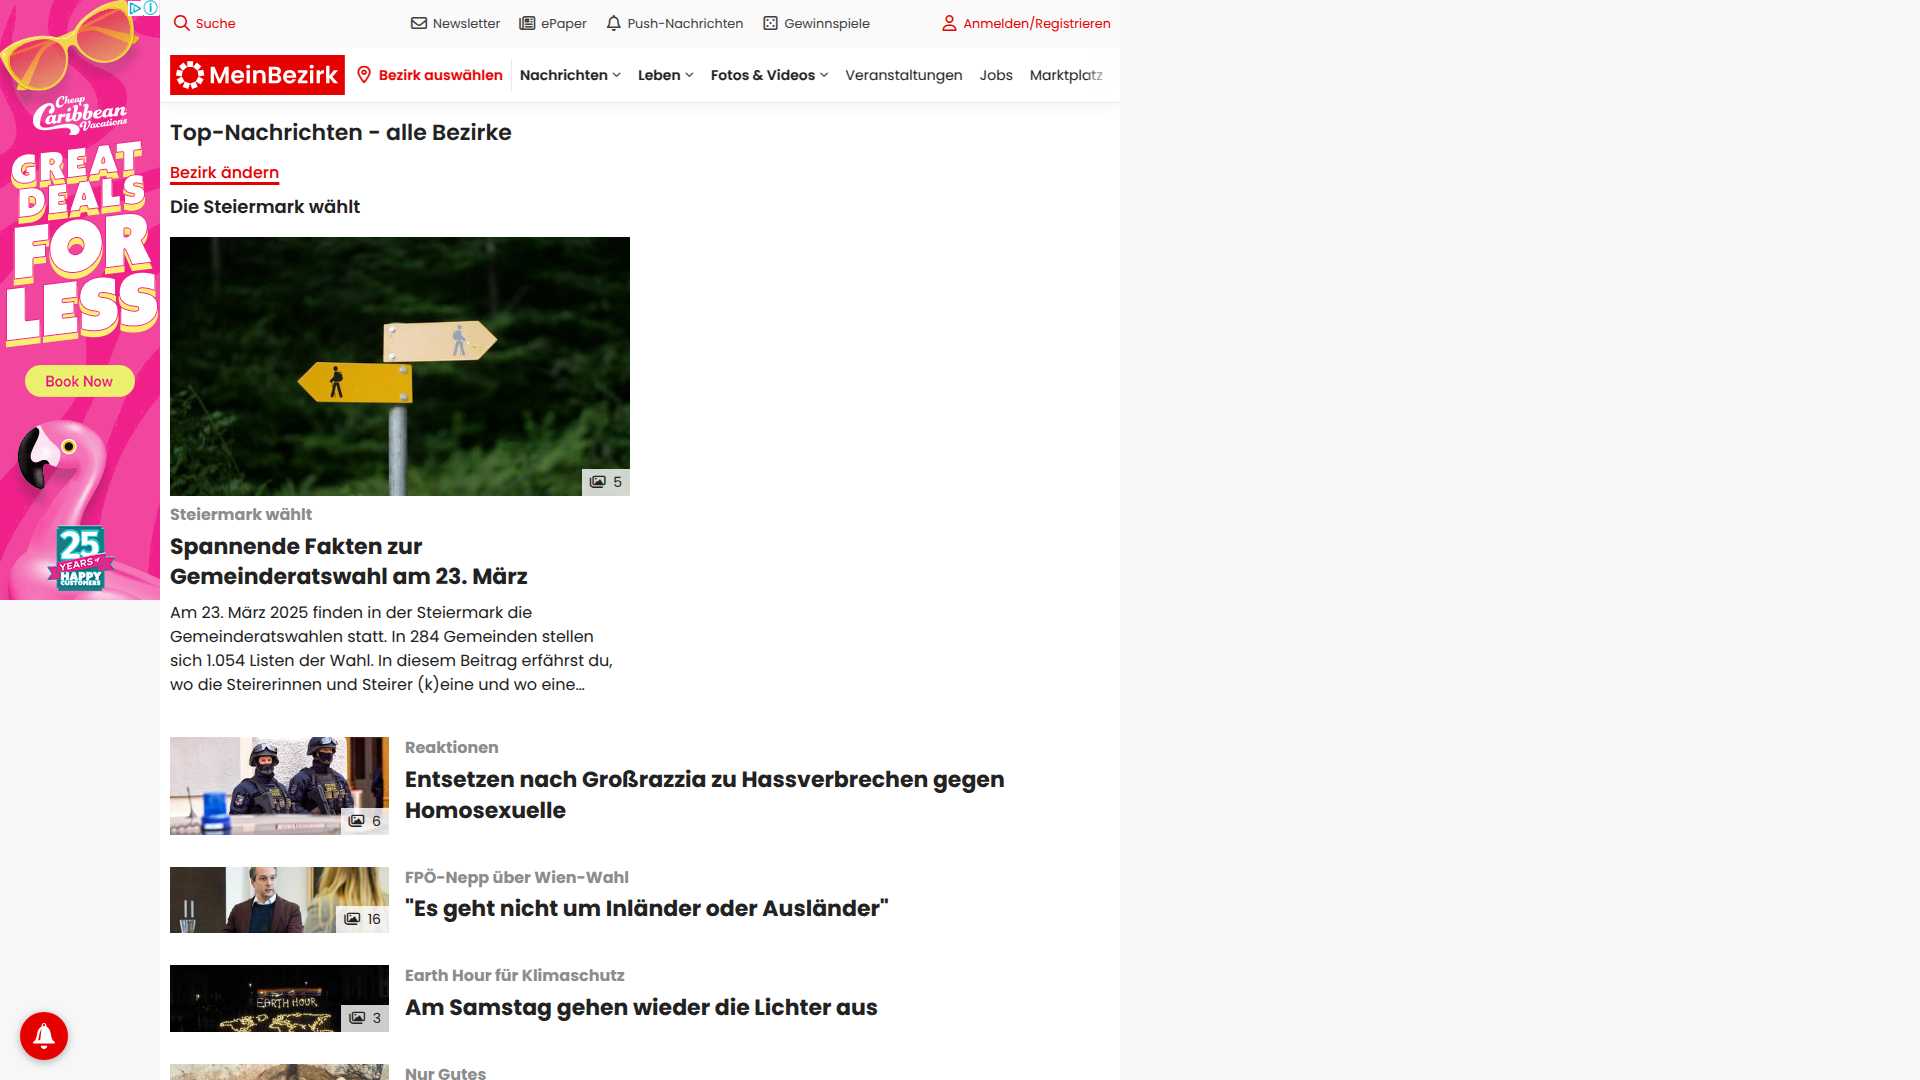 Suche
Newsletter
ePaper
Push-Nachrichten
Gewinnspiele
Anmelden/Registrieren
MeinBezirk
Bezirk auswählen
Nachrichten
Leben
Fotos & Videos
Veranstaltungen
Jobs
Marktplatz
Cheap
Caribbean
Vacations
GREAT
DEALS
FOR
LESS
Book Now
25
YEARS of
HAPPY
CUSTOMERS
Top-Nachrichten - alle Bezirke
Bezirk ändern
Die Steiermark wählt
5
Steiermark wählt
Spannende Fakten zur
Gemeinderatswahl am 23. März
Am 23. März 2025 finden in der Steiermark die
Gemeinderatswahlen statt. In 284 Gemeinden stellen
sich 1.054 Listen der Wahl. In diesem Beitrag erfährst du,
wo die Steirerinnen und Steirer (k)eine und wo eine...
6
Reaktionen
Entsetzen nach Großrazzia zu Hassverbrechen gegen
Homosexuelle
16
FPÖ-Nepp über Wien-Wahl
"Es geht nicht um Inländer oder Ausländer"
EARTH HOUR
3
Earth Hour für Klimaschutz
Am Samstag gehen wieder die Lichter aus
Nur Gutes